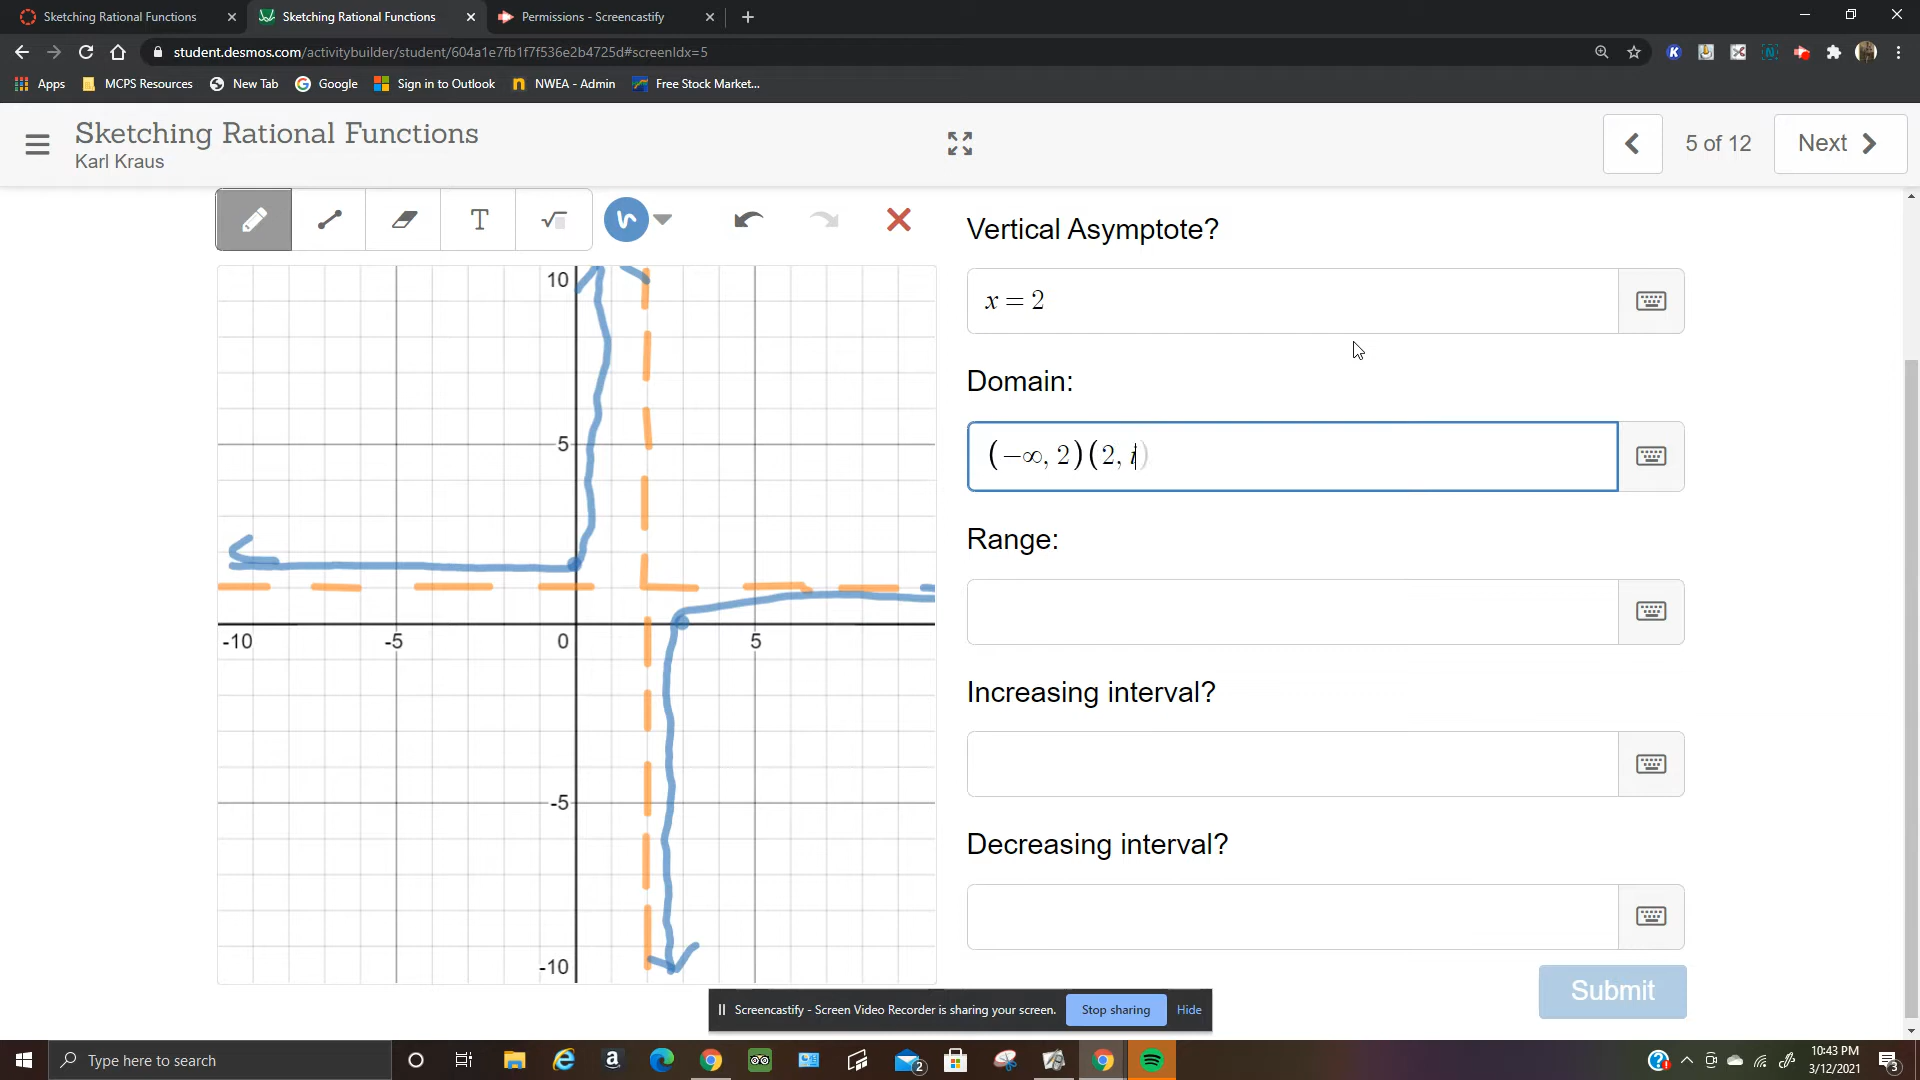 Sketching Rational Functions
Sketching Rational Functions
Permissions - Screencastify
student.desmos.com/activitybuilder/student/604a1e7fb1f7f536e2b4725d#screenIdx=5
Apps
MCPS Resources
New Tab
Google
Sign in to Outlook
NWEA - Admin
Free Stock Market...
Sketching Rational Functions
Karl Kraus
5 of 12
Next
T
Vertical Asymptote?
x = 2
Domain:
(−∞, 2)(2, i)
Range:
Increasing interval?
Decreasing interval?
Submit
10
5
-10
-5
0
5
-5
-10
Screencastify - Screen Video Recorder is sharing your screen.
Stop sharing
Hide
Type here to search
2
10:43 PM
3/12/2021
3